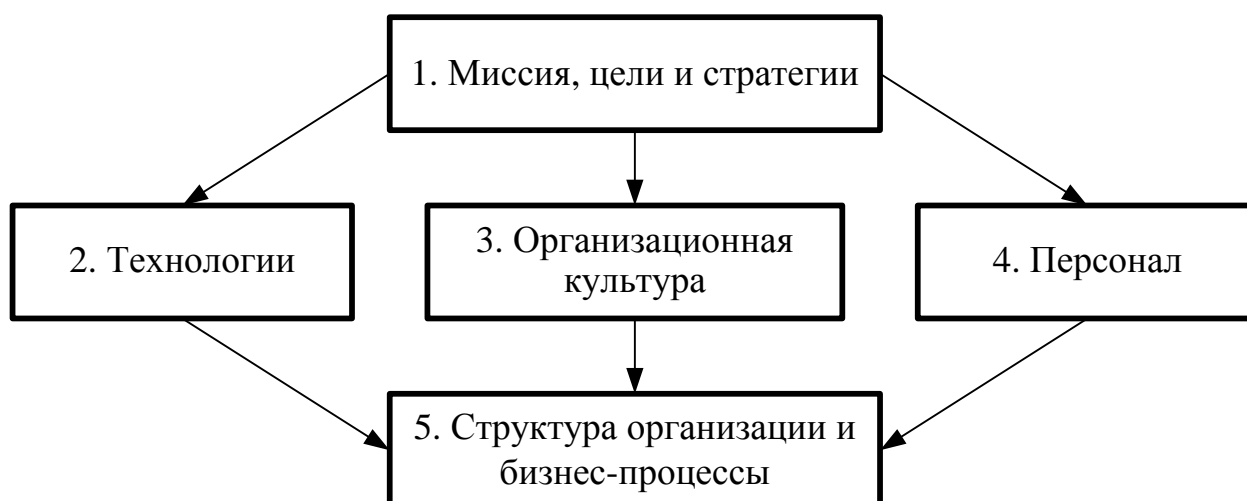 1. Миссия, цели и стратегии
2. Технологии
3. Организационная
культура
4. Персонал
5. Структура организации и
бизнес-процессы